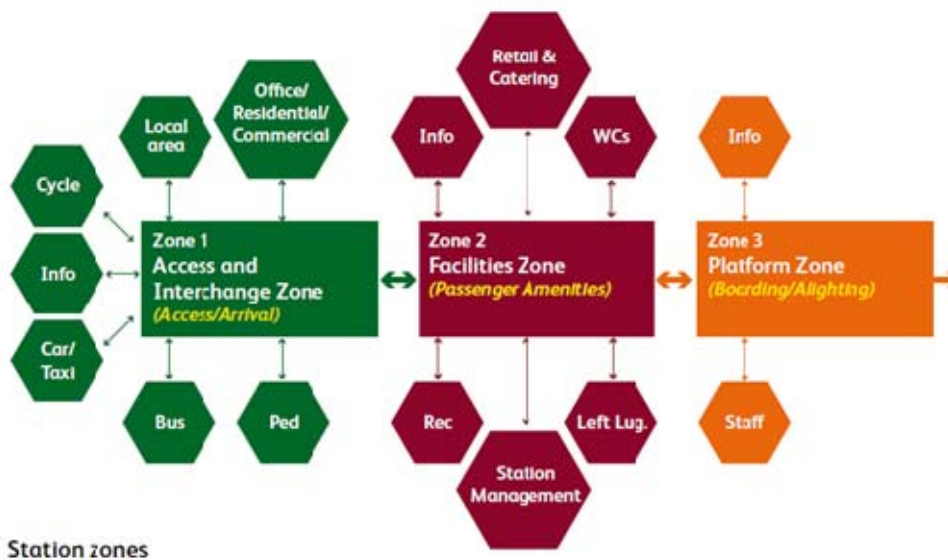 Retail &
Catering
Office/
Residential/
Commercial
Local
area
Info
WCs
Info
Cycle
Zone 1
Access and
Interchange Zone
(Access/Arrival)
Zone 2
Facilities Zone
(Passenger Amenities)
Zone 3
Platform Zone
(Boarding/Alighting)
Info
Car/
Taxi
Bus
Ped
Rec
Left Lug.
Staff
Station
Management
Station zones